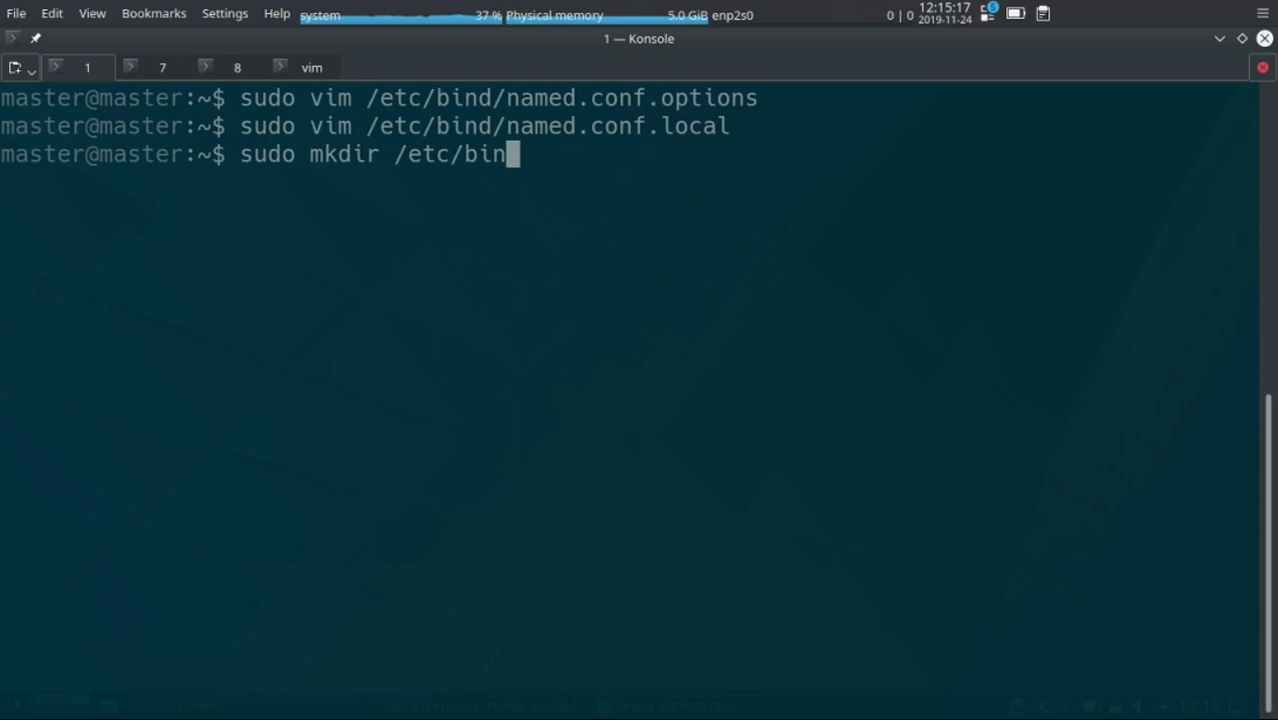 File Edit View Bookmarks Settings Help system 37 % Physical memory 5.0 GiB enp2s0 0 | 0 12:15:17 5
2019-11-24
1 — Konsole
1 7 8 vim
master@master:~$ sudo vim /etc/bind/named.conf.options
master@master:~$ sudo vim /etc/bind/named.conf.local
master@master:~$ sudo mkdir /etc/bin